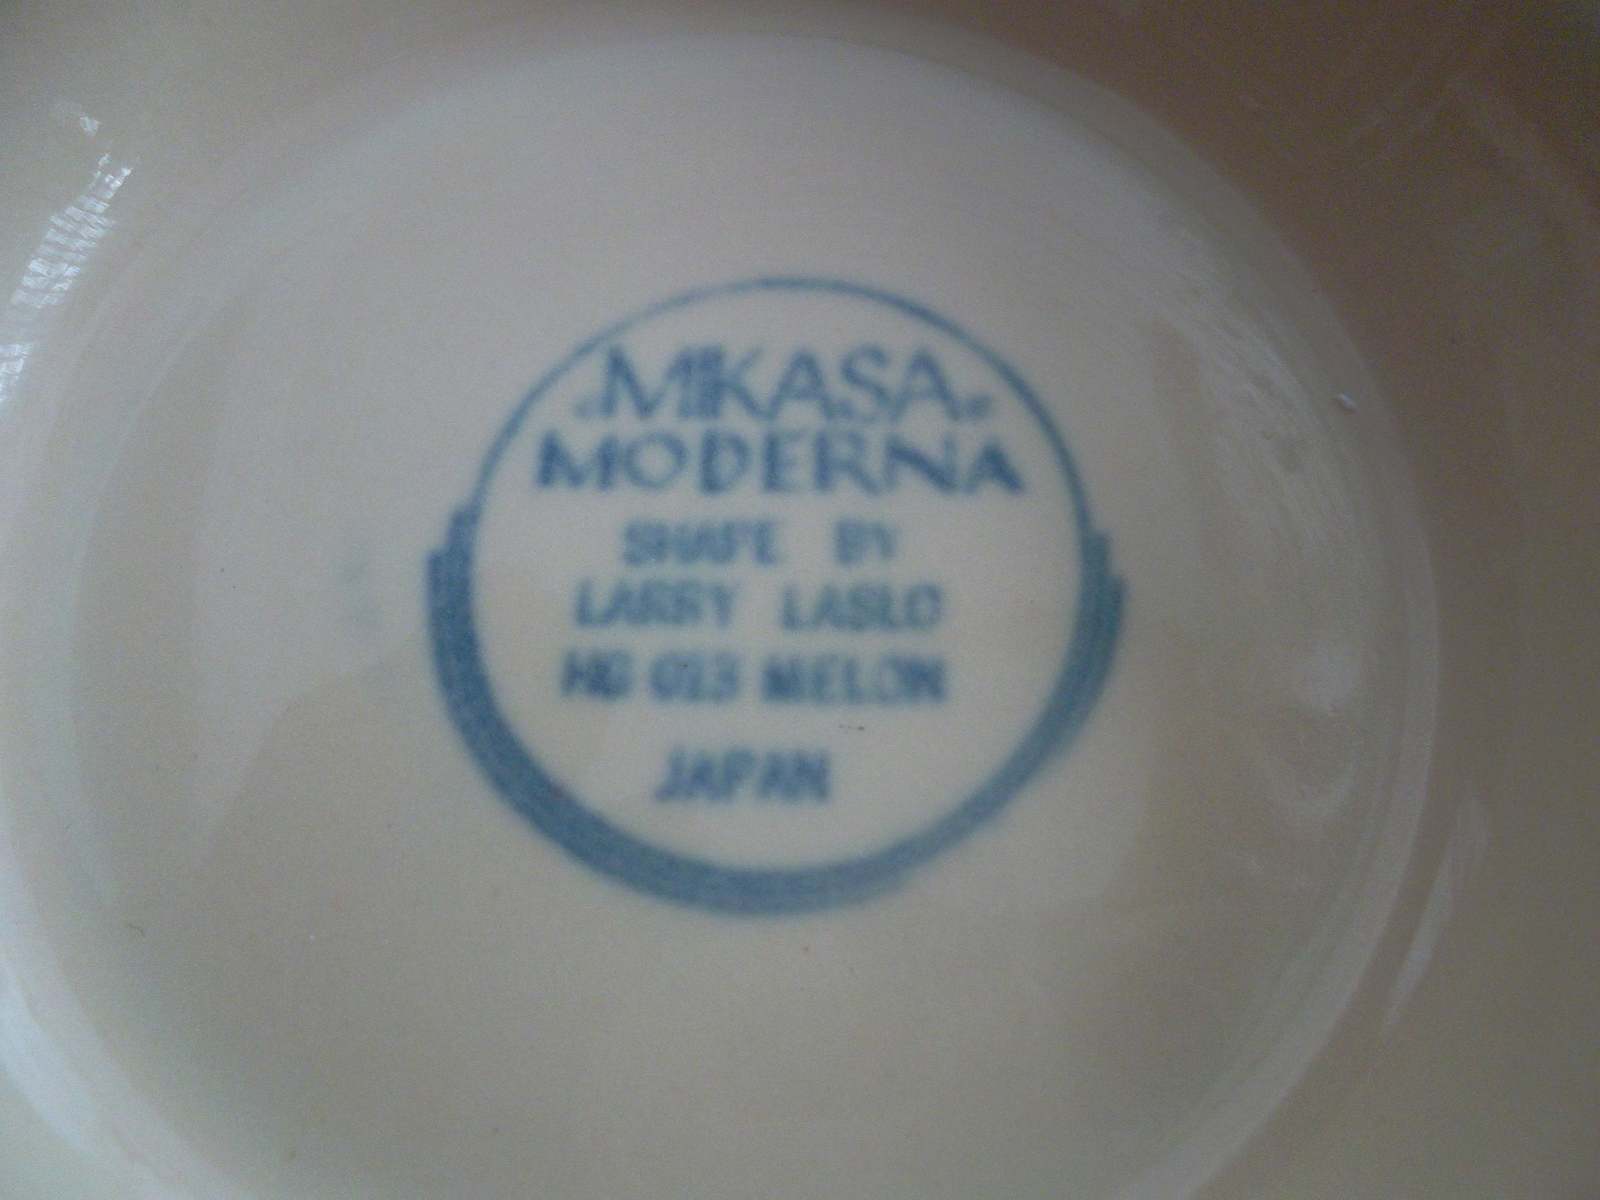 MIKASA
MODERNA
SHAPE BY
LARRY LASLO
HG 013 MELON
JAPAN